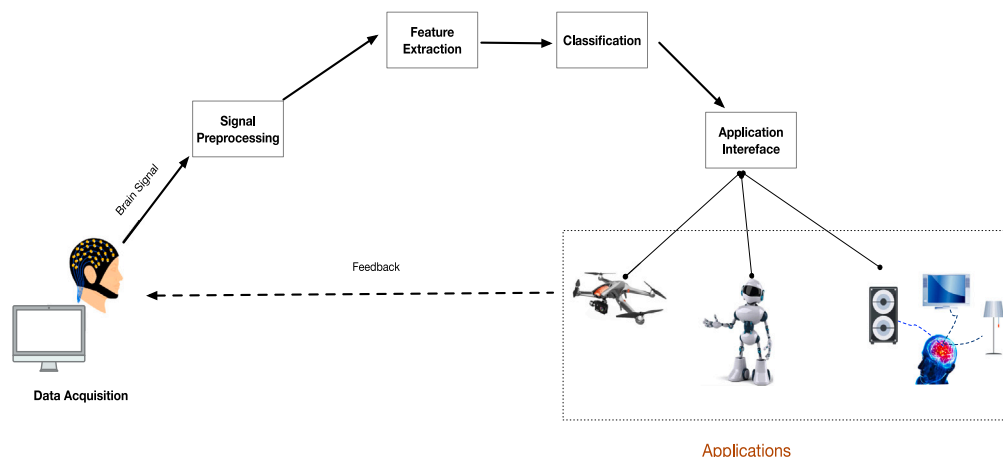 Feature
Extraction
Classification
Signal
Preprocessing
Application
Intereface
Brain Signal
Feedback
Data Acquisition
Applications